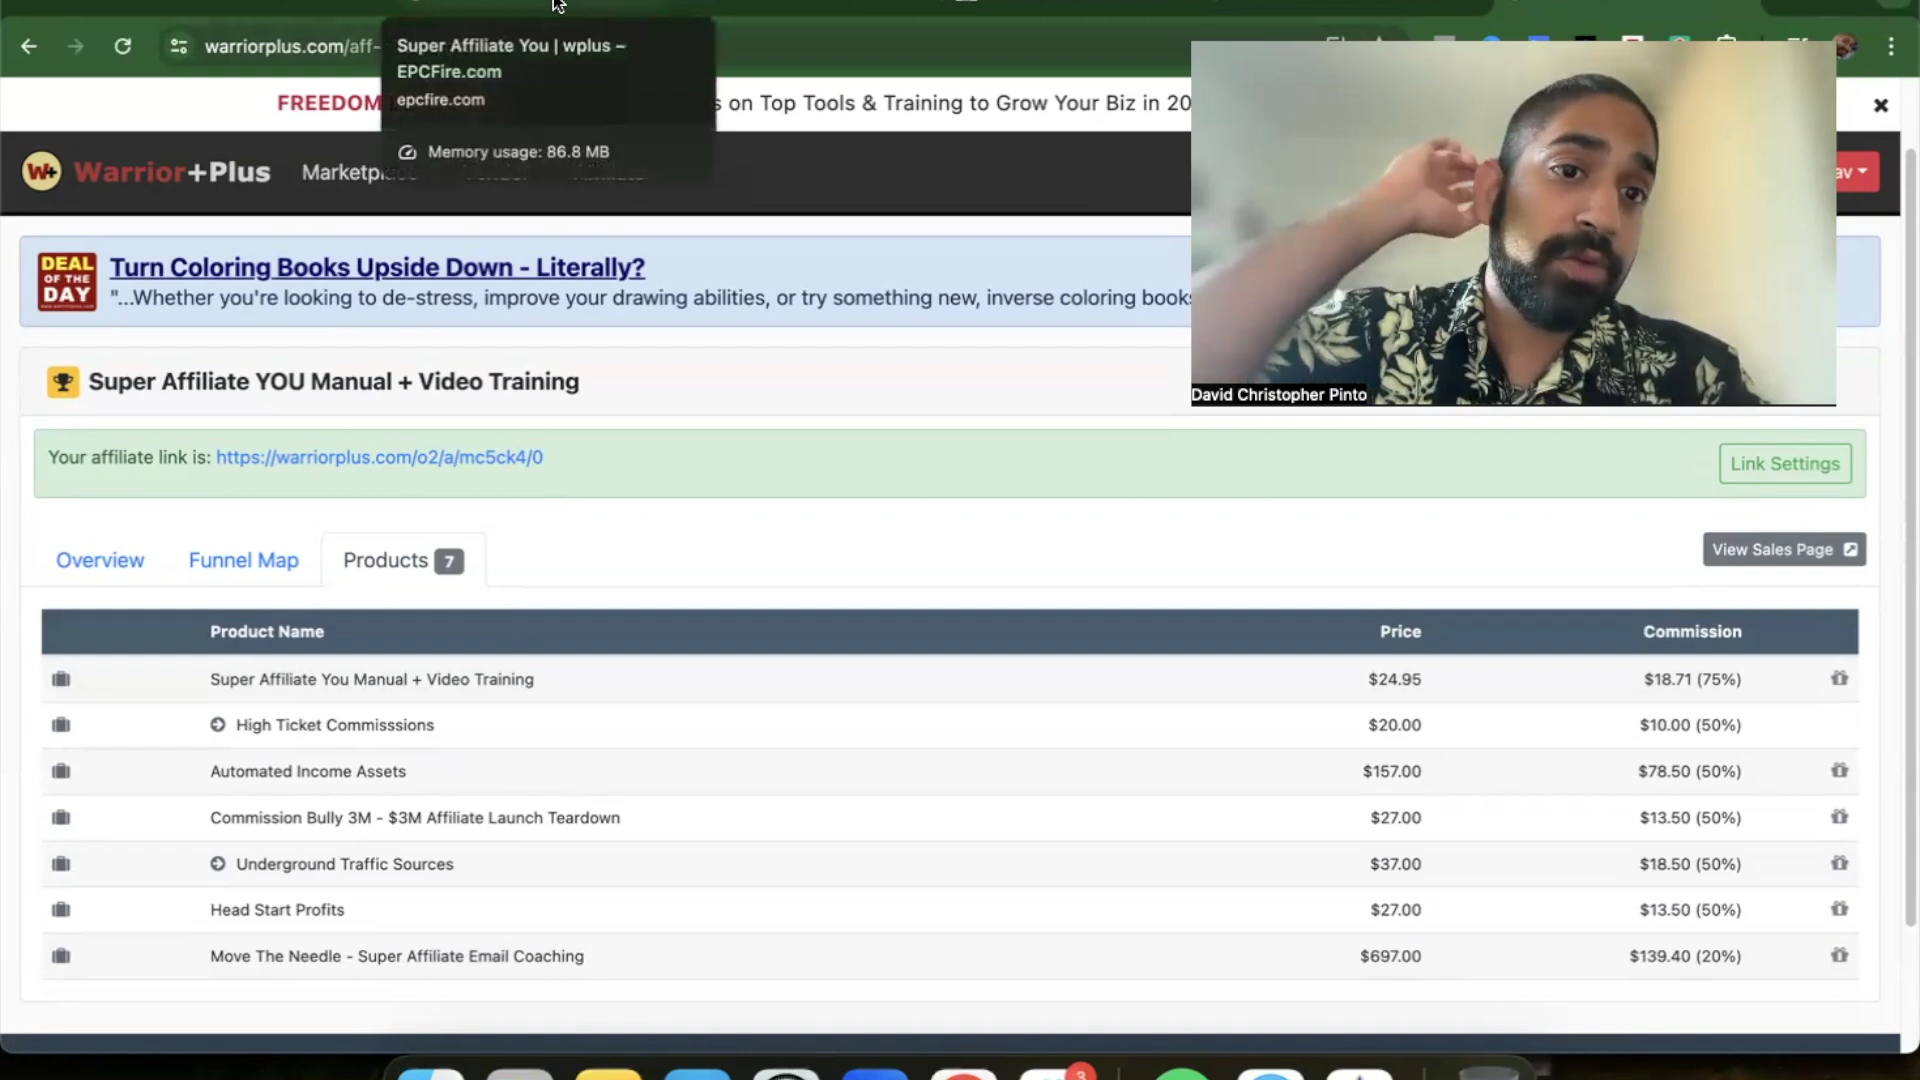 Super Affiliate You | wplus –
EPCFire.com
epcfire.com
Memory usage: 86.8 MB
warriorplus.com/aff-
FREEDOM
s on Top Tools & Training to Grow Your Biz in 20
W+ Warrior+Plus
Marketplace
av
DEAL OF THE DAY
Turn Coloring Books Upside Down - Literally?
"...Whether you're looking to de-stress, improve your drawing abilities, or try something new, inverse coloring books
David Christopher Pinto
Super Affiliate YOU Manual + Video Training
Your affiliate link is: https://warriorplus.com/o2/a/mc5ck4/0
Link Settings
Overview Funnel Map Products 7
View Sales Page
Product Name Price Commission
Super Affiliate You Manual + Video Training $24.95 $18.71 (75%)
High Ticket Commisssions $20.00 $10.00 (50%)
Automated Income Assets $157.00 $78.50 (50%)
Commission Bully 3M - $3M Affiliate Launch Teardown $27.00 $13.50 (50%)
Underground Traffic Sources $37.00 $18.50 (50%)
Head Start Profits $27.00 $13.50 (50%)
Move The Needle - Super Affiliate Email Coaching $697.00 $139.40 (20%)
3